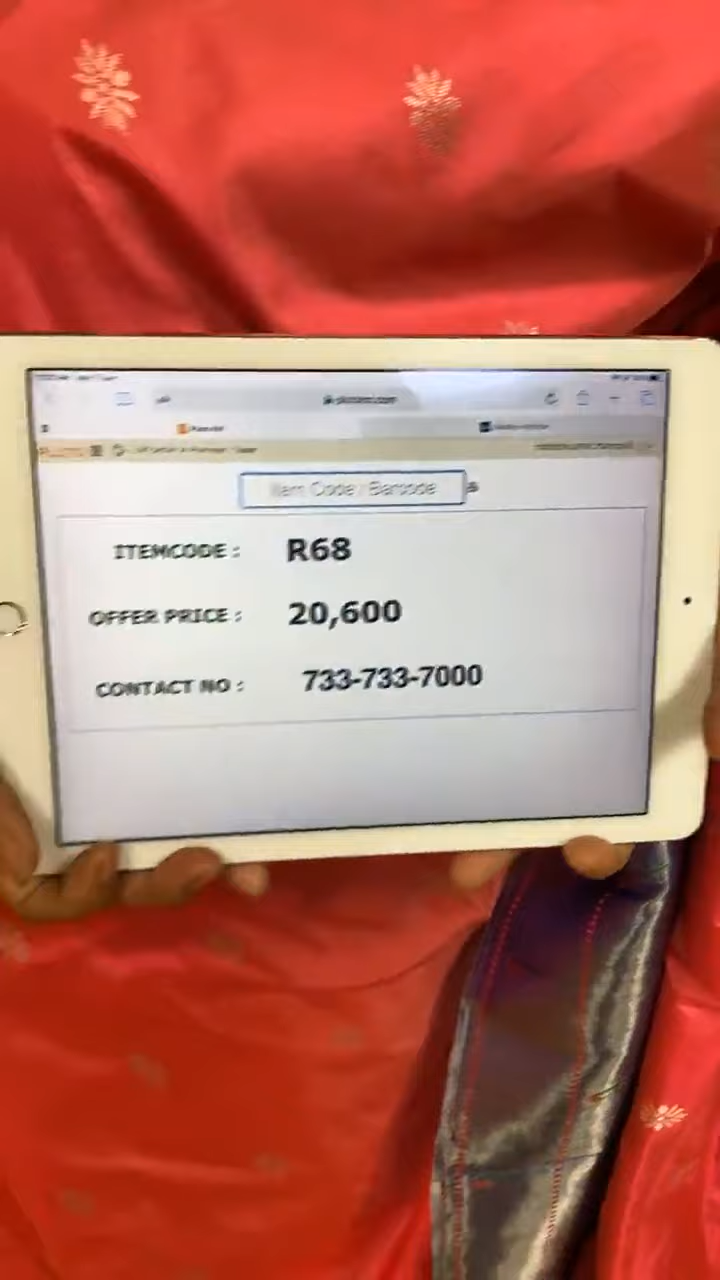 Item Code / Barcode
ITEMCODE : R68
OFFER PRICE : 20,600
CONTACT NO : 733-733-7000